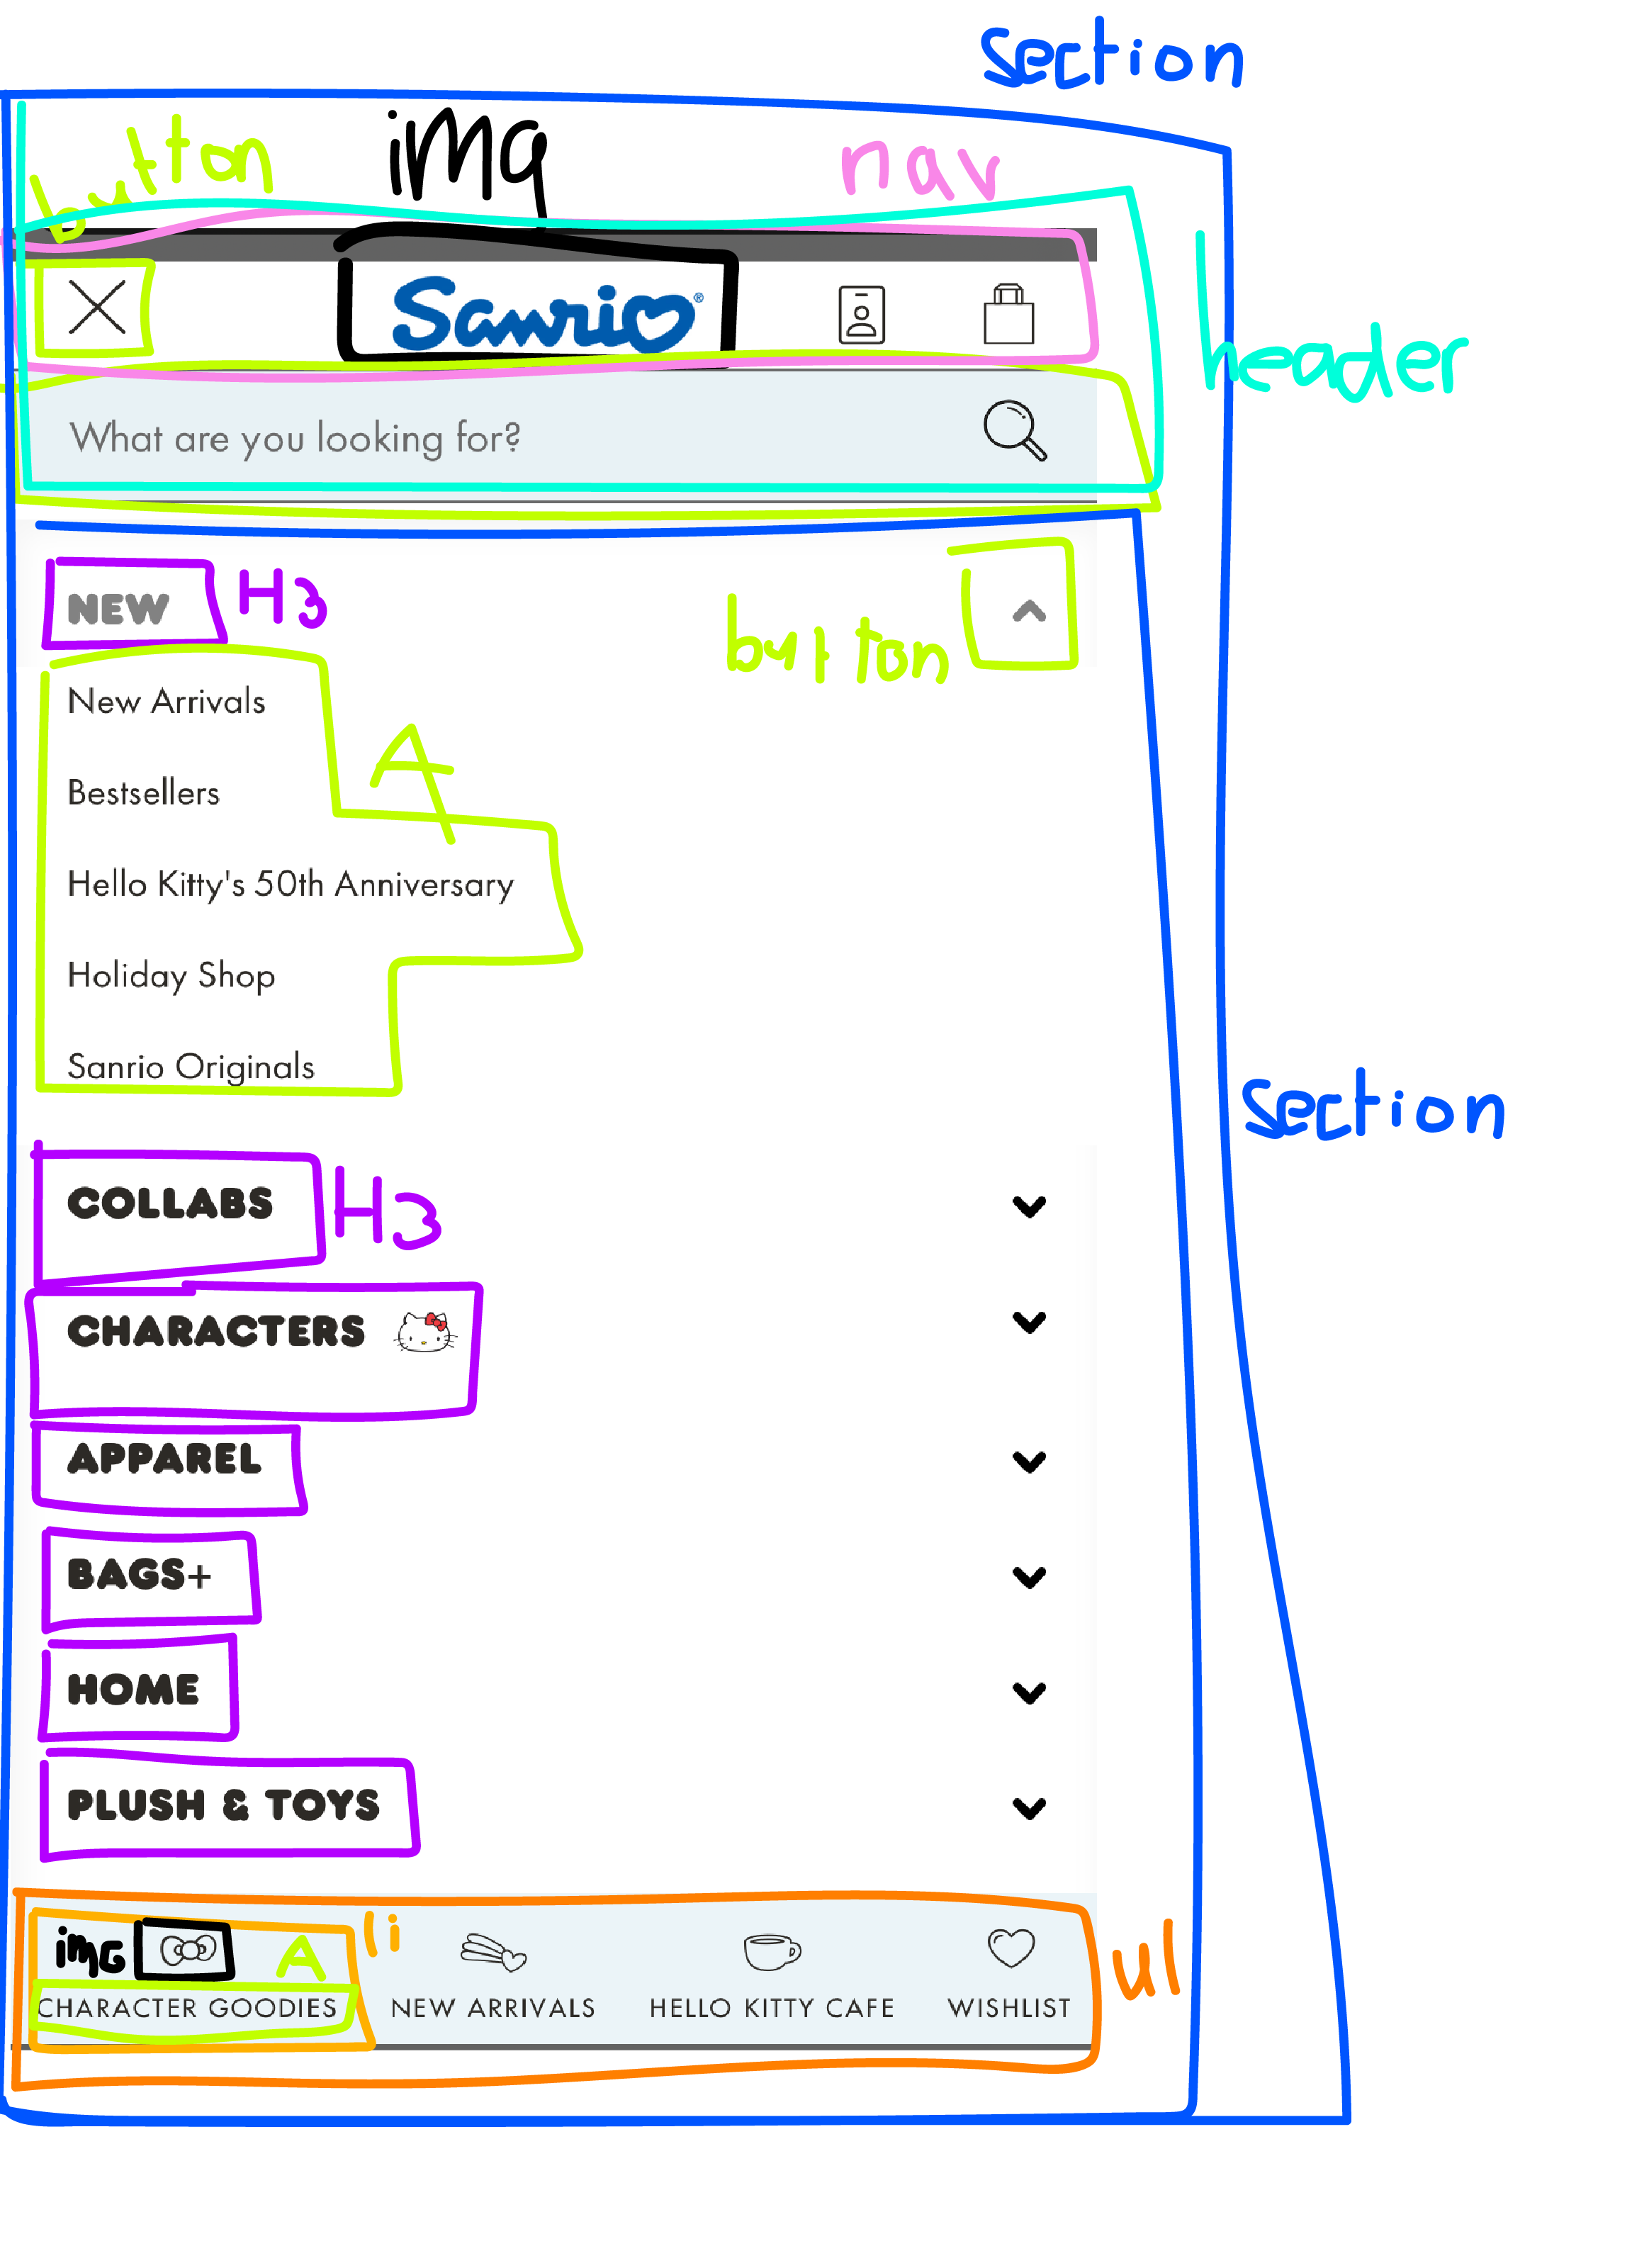 section
button img nav
Sanrio®
header
What are you looking for?
NEW H3
button
New Arrivals
A
Bestsellers
Hello Kitty's 50th Anniversary
Holiday Shop
Sanrio Originals
section
COLLABS H3
CHARACTERS
APPAREL
BAGS+
HOME
PLUSH & TOYS
img A li
ul
CHARACTER GOODIES NEW ARRIVALS HELLO KITTY CAFE WISHLIST